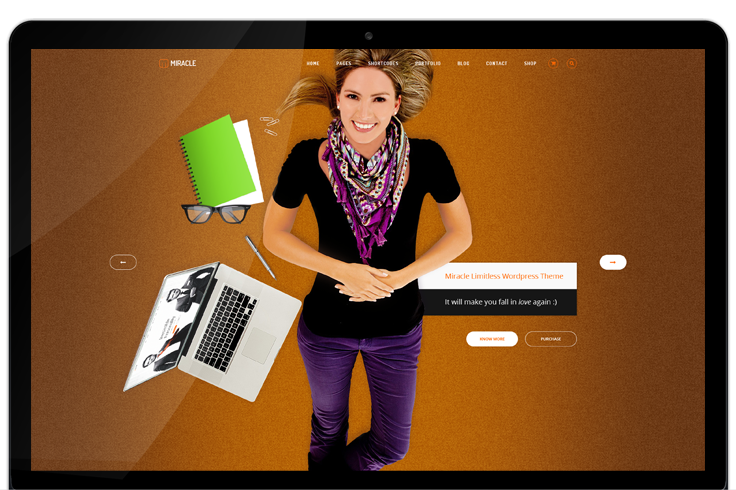 MIRACLE
HOME PAGES SHORTCODES PORTFOLIO BLOG CONTACT SHOP
Miracle Limitless Wordpress Theme
It will make you fall in love again :)
KNOW MORE PURCHASE